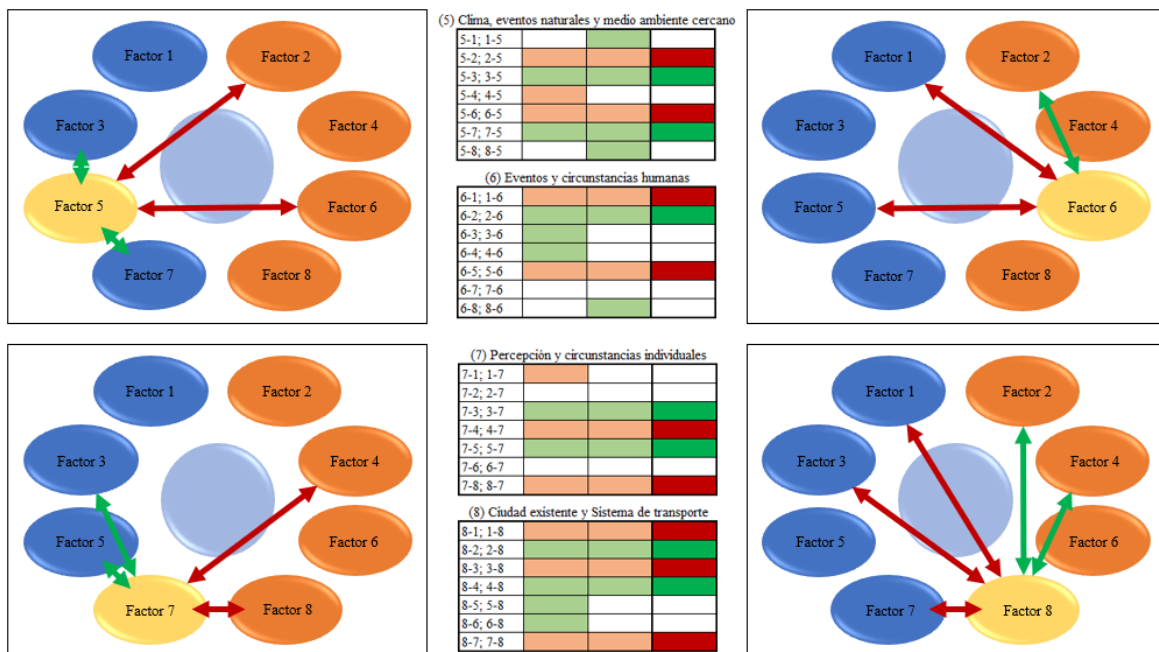 Factor 1
Factor 2
Factor 3
Factor 4
Factor 5
Factor 6
Factor 7
Factor 8
(5) Clima, eventos naturales y medio ambiente cercano
5-1; 1-5
5-2; 2-5
5-3; 3-5
5-4; 4-5
5-6; 6-5
5-7; 7-5
5-8; 8-5
(6) Eventos y circunstancias humanas
6-1; 1-6
6-2; 2-6
6-3; 3-6
6-4; 4-6
6-5; 5-6
6-7; 7-6
6-8; 8-6
Factor 1
Factor 2
Factor 3
Factor 4
Factor 5
Factor 6
Factor 7
Factor 8
Factor 1
Factor 2
Factor 3
Factor 4
Factor 5
Factor 6
Factor 7
Factor 8
(7) Percepción y circunstancias individuales
7-1; 1-7
7-2; 2-7
7-3; 3-7
7-4; 4-7
7-5; 5-7
7-6; 6-7
7-8; 8-7
(8) Ciudad existente y Sistema de transporte
8-1; 1-8
8-2; 2-8
8-3; 3-8
8-4; 4-8
8-5; 5-8
8-6; 6-8
8-7; 7-8
Factor 1
Factor 2
Factor 3
Factor 4
Factor 5
Factor 6
Factor 7
Factor 8